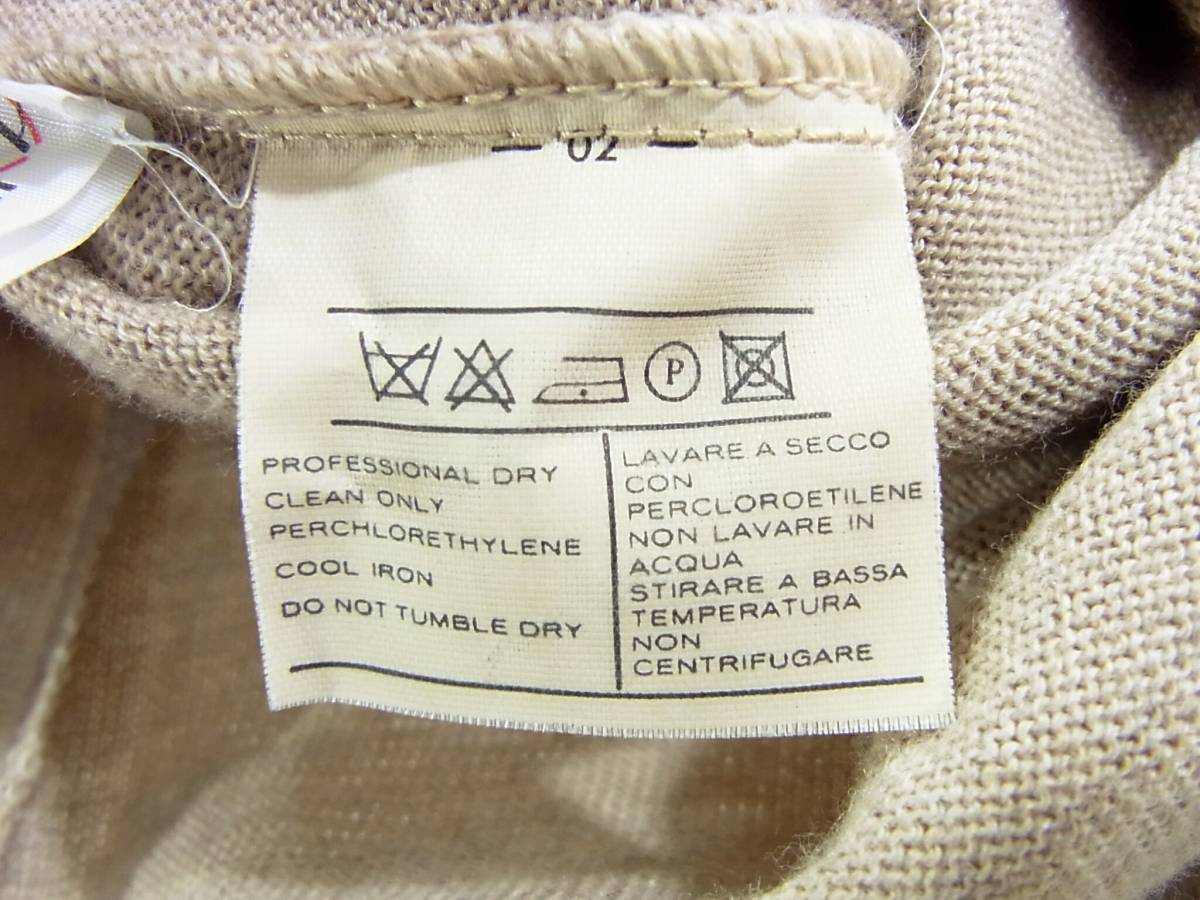 — 02 —
P
PROFESSIONAL DRY
CLEAN ONLY
PERCHLORETHYLENE
COOL IRON
DO NOT TUMBLE DRY
LAVARE A SECCO
CON
PERCLOROETILENE
NON LAVARE IN
ACQUA
STIRARE A BASSA
TEMPERATURA
NON
CENTRIFUGARE